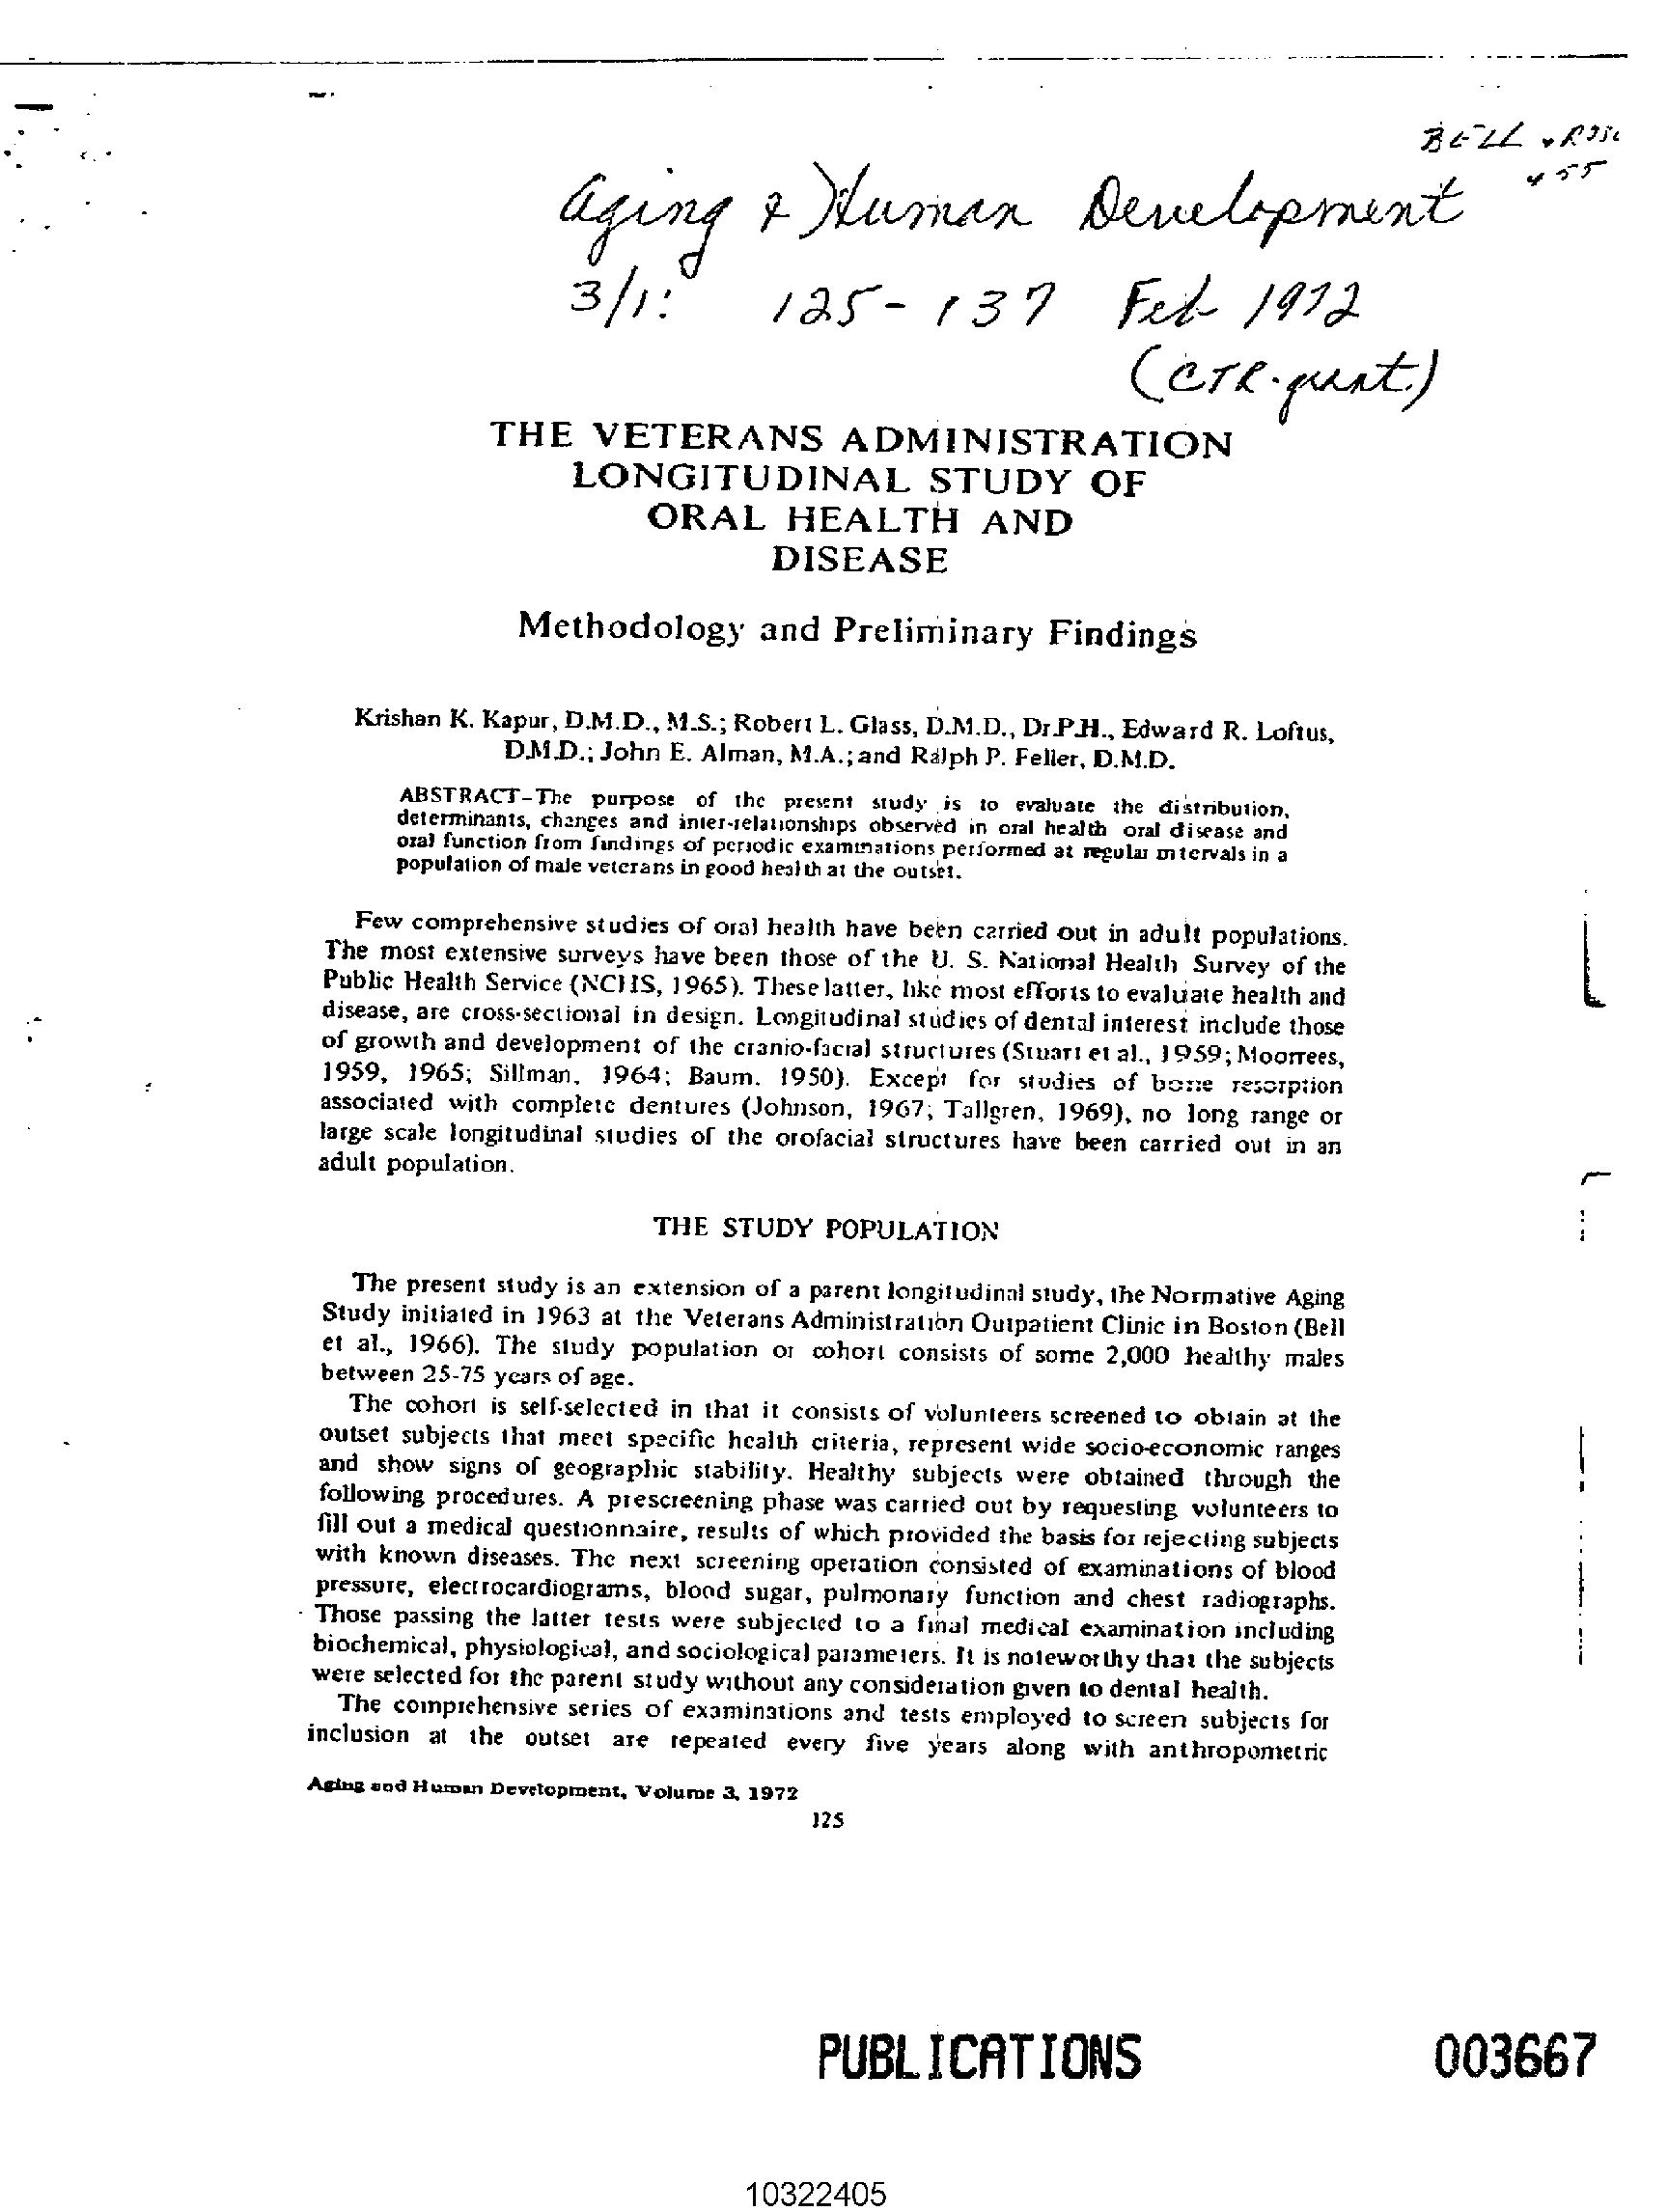 BELL & ROSE
455
Aging & Human Development
3/1: 125-137 Feb 1972
(CTR-grant)
THE VETERANS ADMINISTRATION
LONGITUDINAL STUDY OF
ORAL HEALTH AND
DISEASE
Methodology and Preliminary Findings
Krishan K. Kapur, D.M.D., M.S.; Robert L. Glass, D.M.D., Dr.P.H., Edward R. Loftus,
D.M.D.; John E. Alman, M.A.; and Ralph P. Feller, D.M.D.
ABSTRACT-The purpose of the present study is to evaluate the distribution,
determinants, changes and inter-relationships observed in oral health oral disease and
oral function from findings of periodic examinations performed at regular intervals in a
population of male veterans in good health at the outset.
Few comprehensive studies of oral health have been carried out in adult populations.
The most extensive surveys have been those of the U. S. National Health Survey of the
Public Health Service (NCHS, 1965). These latter, like most efforts to evaluate health and
disease, are cross-sectional in design. Longitudinal studies of dental interest include those
of growth and development of the cranio-facial structures (Stuart et al., 1959; Moorrees,
1959, 1965; Sillman, 1964; Baum. 1950). Except for studies of bone resorption
associated with complete dentures (Johnson, 1967; Tallgren, 1969), no long range or
large scale longitudinal studies of the orofacial structures have been carried out in an
adult population.
THE STUDY POPULATION
The present study is an extension of a parent longitudinal study, the Normative Aging
Study initiated in 1963 at the Veterans Administration Outpatient Clinic in Boston (Bell
et al., 1966). The study population or cohort consists of some 2,000 healthy males
between 25-75 years of age.
The cohort is self-selected in that it consists of volunteers screened to obtain at the
outset subjects that meet specific health criteria, represent wide socio-economic ranges
and show signs of geographic stability. Healthy subjects were obtained through the
following procedures. A prescreening phase was carried out by requesting volunteers to
fill out a medical questionnaire, results of which provided the basis for rejecting subjects
with known diseases. The next screening operation consisted of examinations of blood
pressure, electrocardiograms, blood sugar, pulmonary function and chest radiographs.
Those passing the latter tests were subjected to a final medical examination including
biochemical, physiological, and sociological parameters. It is noteworthy that the subjects
were selected for the parent study without any consideration given to dental health.
The comprehensive series of examinations and tests employed to screen subjects for
inclusion at the outset are repeated every five years along with anthropometric
Aging and Human Development, Volume 3, 1972
125
PUBLICATIONS 003667
10322405